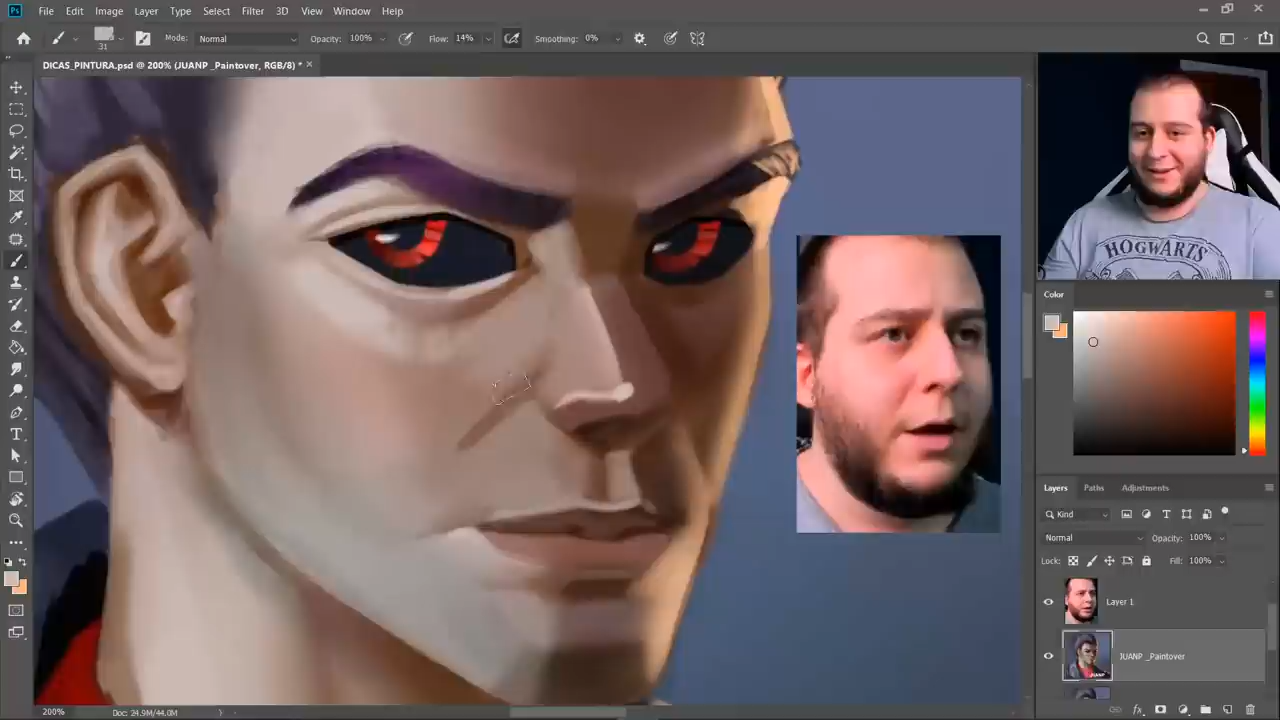 Ps File Edit Image Layer Type Select Filter 3D View Window Help
31 Mode: Normal Opacity: 100% Flow: 14% Smoothing: 0%
DICAS_PINTURA.psd @ 200% (JUANP _Paintover, RGB/8) *
HOGWARTS
Color
Layers Paths Adjustments
Kind
Normal Opacity: 100%
Lock: Fill: 100%
Layer 1
JUANP _Paintover
200% Doc: 24.9M/44.0M